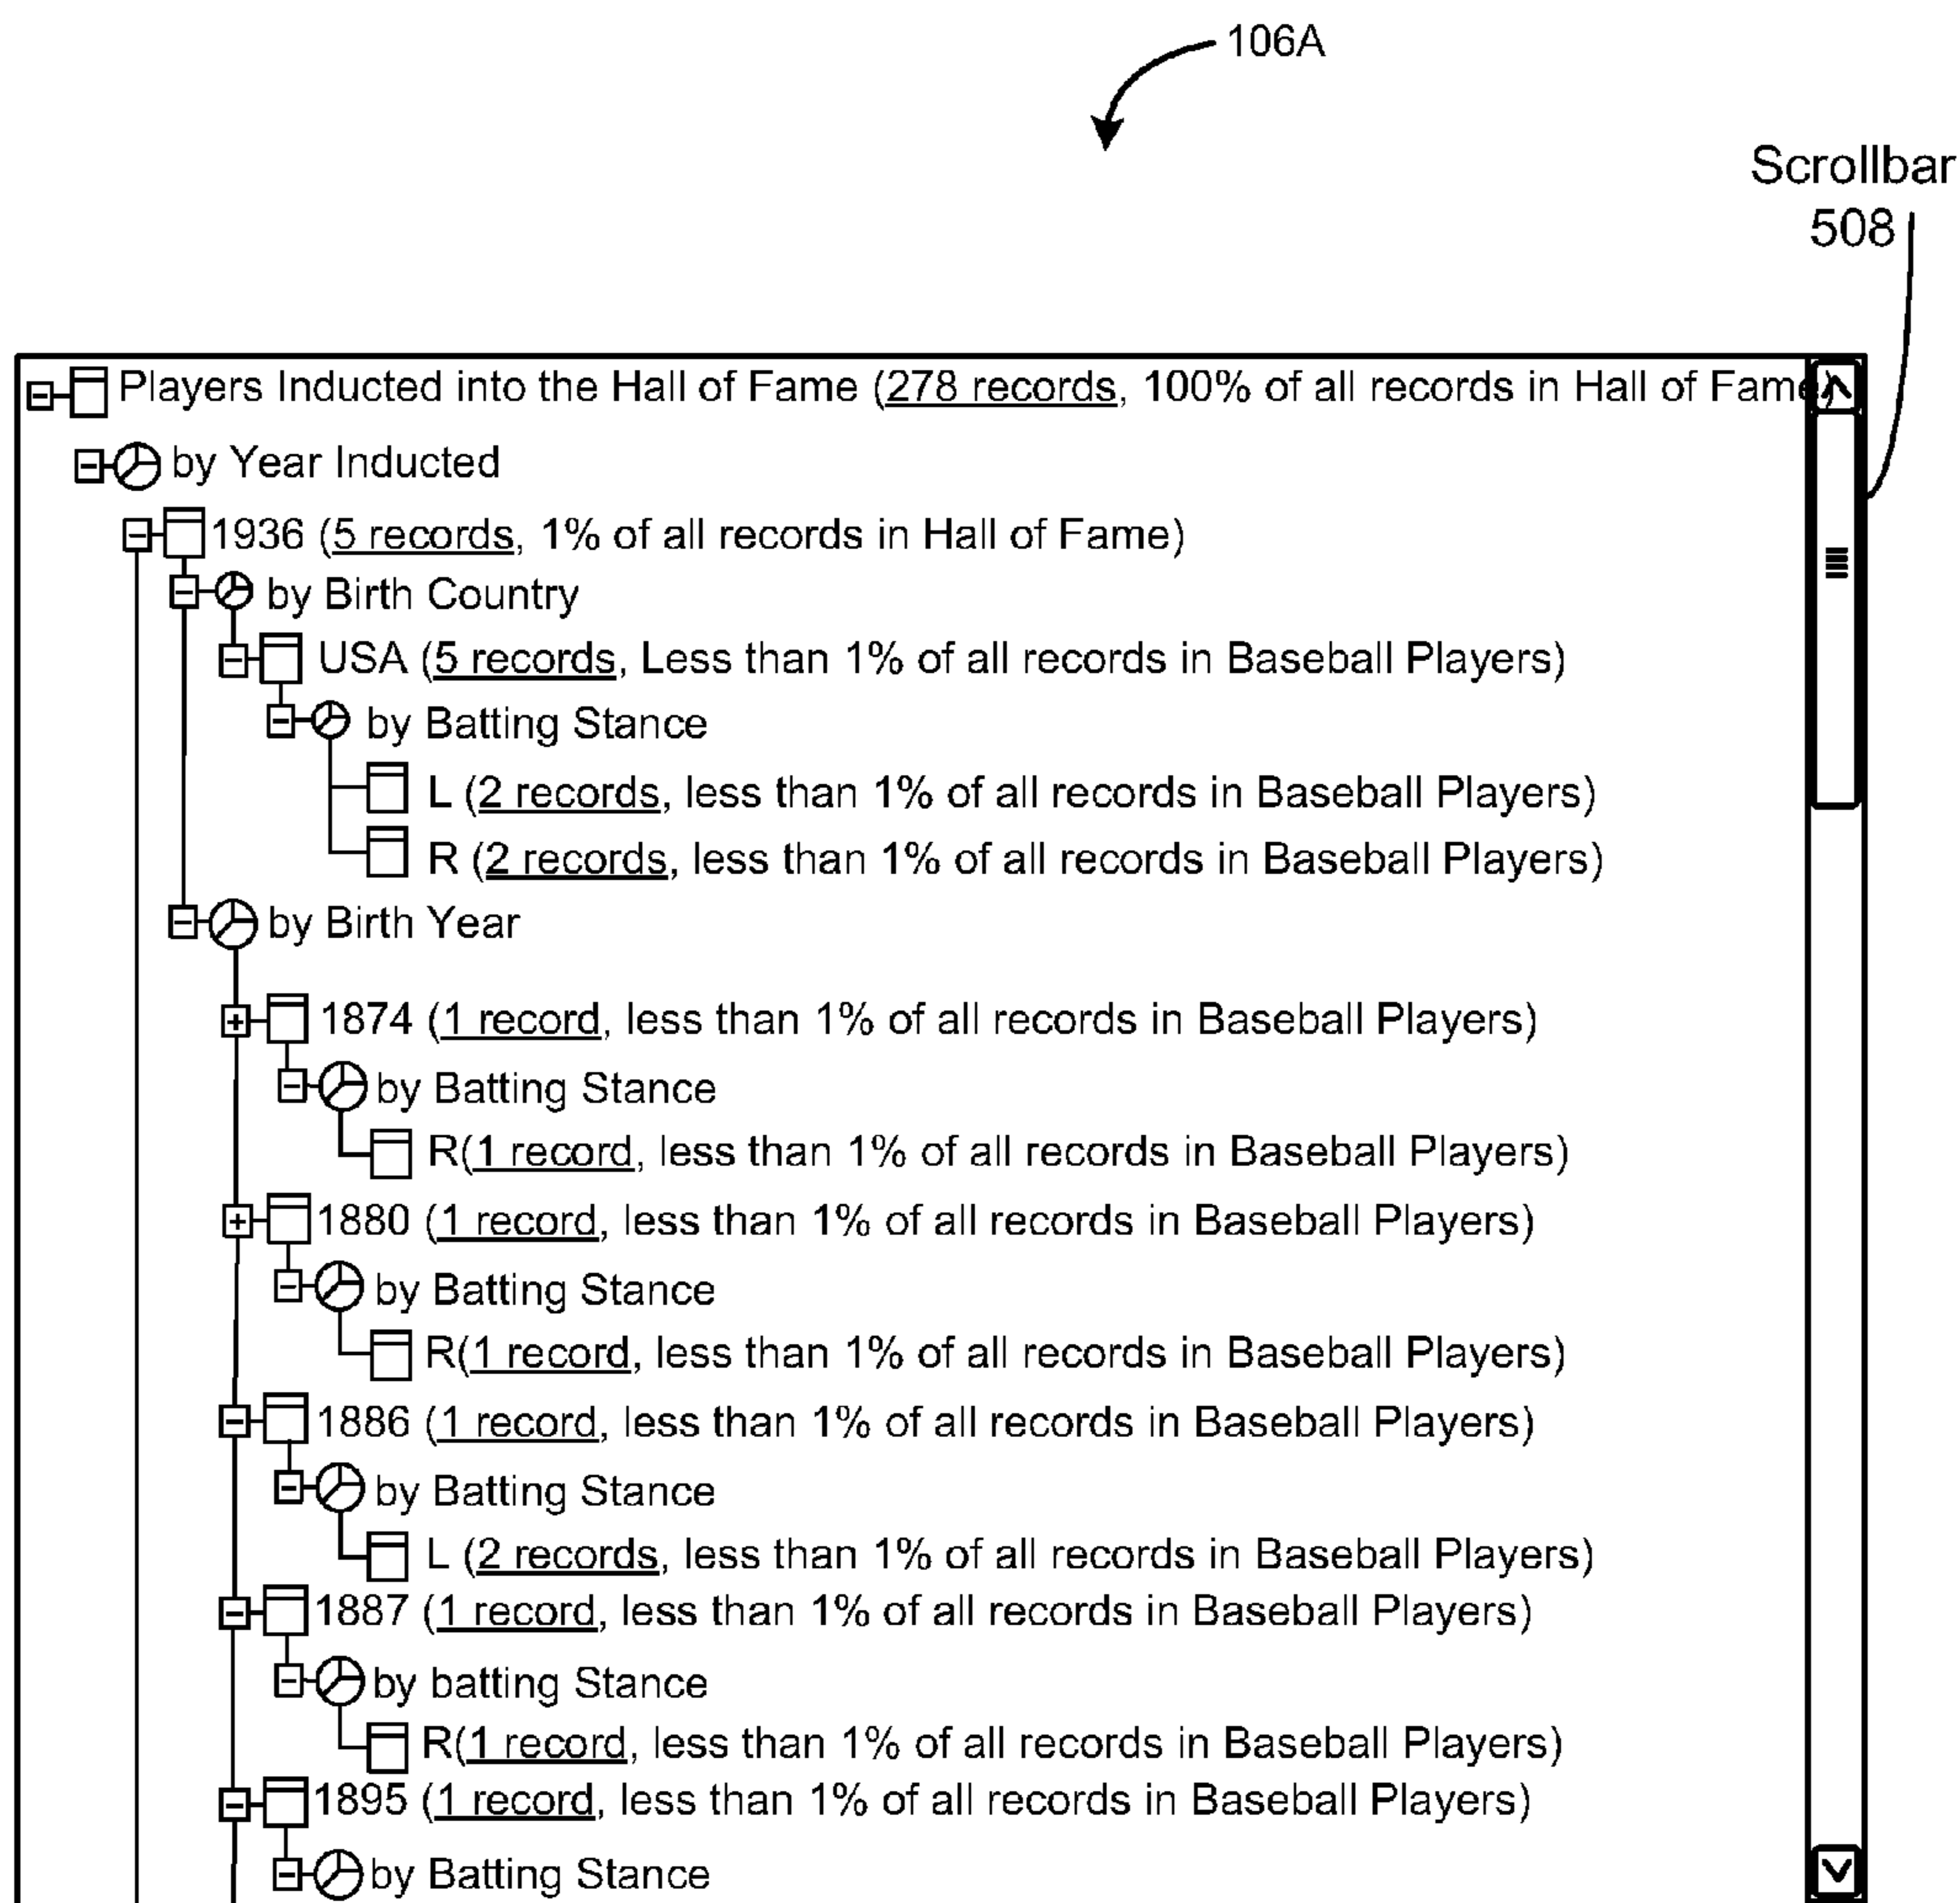 106A
Scrollbar
508
Players Inducted into the Hall of Fame (278 records, 100% of all records in Hall of Fame)
by Year Inducted
1936 (5 records, 1% of all records in Hall of Fame)
by Birth Country
USA (5 records, Less than 1% of all records in Baseball Players)
by Batting Stance
L (2 records, less than 1% of all records in Baseball Players)
R (2 records, less than 1% of all records in Baseball Players)
by Birth Year
1874 (1 record, less than 1% of all records in Baseball Players)
by Batting Stance
R(1 record, less than 1% of all records in Baseball Players)
1880 (1 record, less than 1% of all records in Baseball Players)
by Batting Stance
R(1 record, less than 1% of all records in Baseball Players)
1886 (1 record, less than 1% of all records in Baseball Players)
by Batting Stance
L (2 records, less than 1% of all records in Baseball Players)
1887 (1 record, less than 1% of all records in Baseball Players)
by batting Stance
R(1 record, less than 1% of all records in Baseball Players)
1895 (1 record, less than 1% of all records in Baseball Players)
by Batting Stance